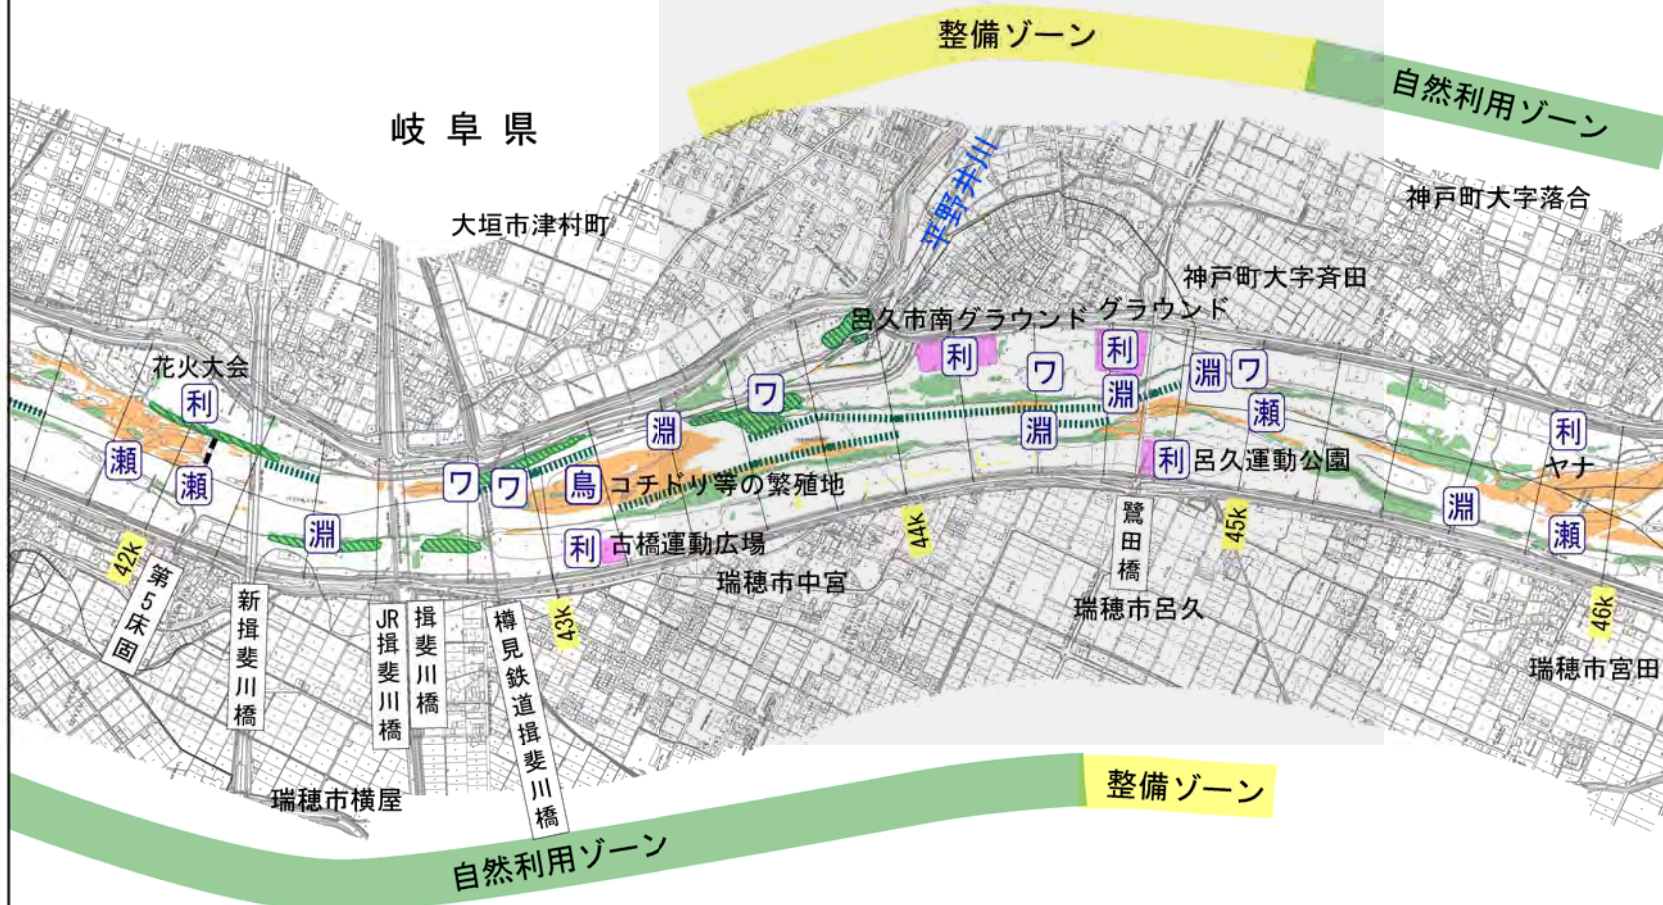 整備ゾーン
自然利用ゾーン
岐阜県
平野井川
大垣市津村町
神戸町大字落合
神戸町大字斉田
呂久市南グラウンド
グラウンド
花火大会
利
利
利
ワ
淵
淵
ワ
ワ
淵
瀬
利
ヤナ
淵
淵
瀬
瀬
ワ
ワ
鳥
コチドリ等の繁殖地
利
呂久運動公園
淵
瀬
淵
利
古橋運動広場
42k
43k
44k
45k
46k
瑞穂市中宮
瑞穂市呂久
瑞穂市宮田
第5床固
新揖斐川橋
JR揖斐川橋
揖斐川橋
樽見鉄道揖斐川橋
鷺田橋
瑞穂市横屋
整備ゾーン
自然利用ゾーン